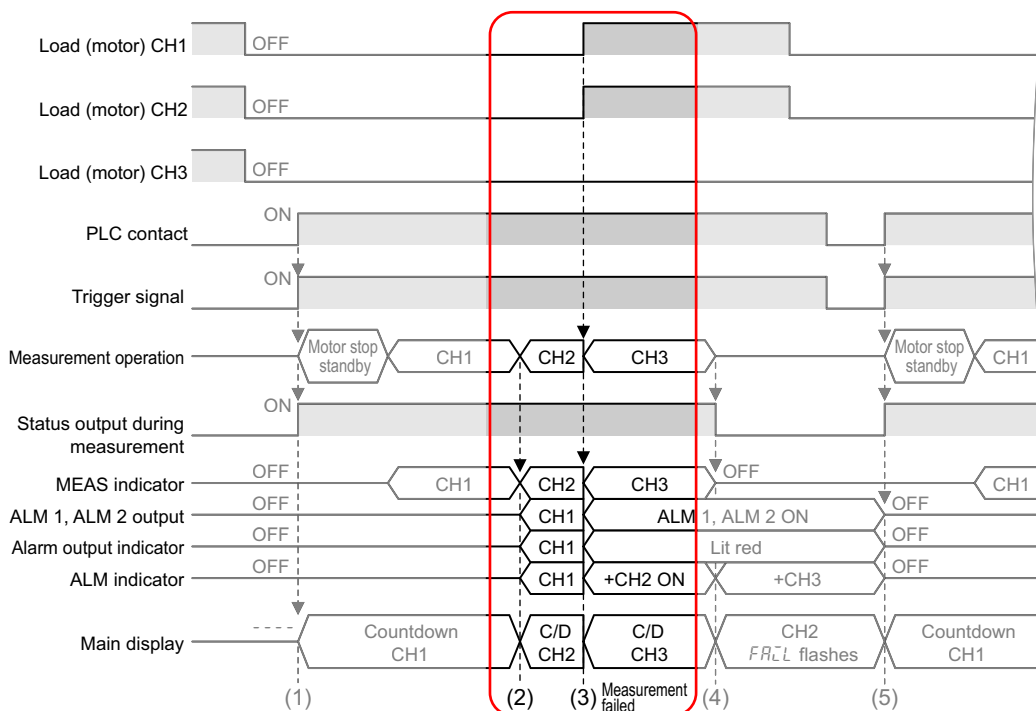 Load (motor) CH1 OFF
Load (motor) CH2 OFF
Load (motor) CH3 OFF
PLC contact ON
Trigger signal ON
Measurement operation Motor stop standby CH1 CH2 CH3 Motor stop standby CH1
Status output during measurement ON
MEAS indicator OFF CH1 CH2 CH3 OFF CH1
ALM 1, ALM 2 output OFF CH1 ALM 1, ALM 2 ON OFF
Alarm output indicator OFF CH1 Lit red
ALM indicator OFF CH1 +CH2 ON +CH3 OFF
Main display ----- Countdown CH1 C/D CH2 C/D CH3 CH2 FAIL flashes Countdown CH1
(1) (2) (3) Measurement failed (4) (5)